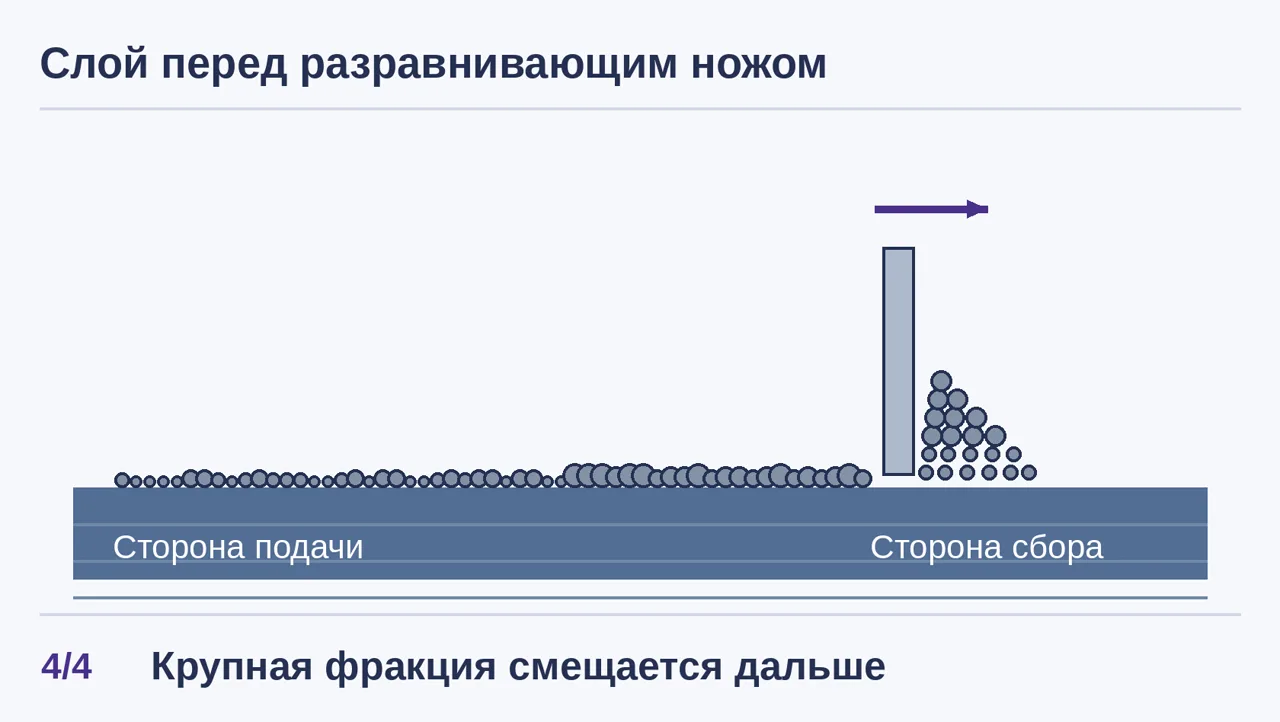 Слой перед разравнивающим ножом
Сторона подачи
Сторона сбора
4/4
Крупная фракция смещается дальше